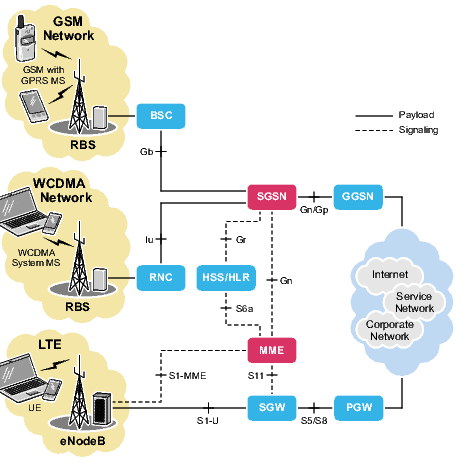 GSM
Network
GSM with
GPRS MS
RBS
BSC
Payload
Signaling
Gb
WCDMA
Network
SGSN
GGSN
Gn/Gp
Iu
Gr
WCDMA
System MS
RNC
HSS/HLR
Gn
Internet
Service
Network
Corporate
Network
RBS
S6a
LTE
MME
UE
S1-MME
S11
eNodeB
SGW
PGW
S1-U
S5/S8